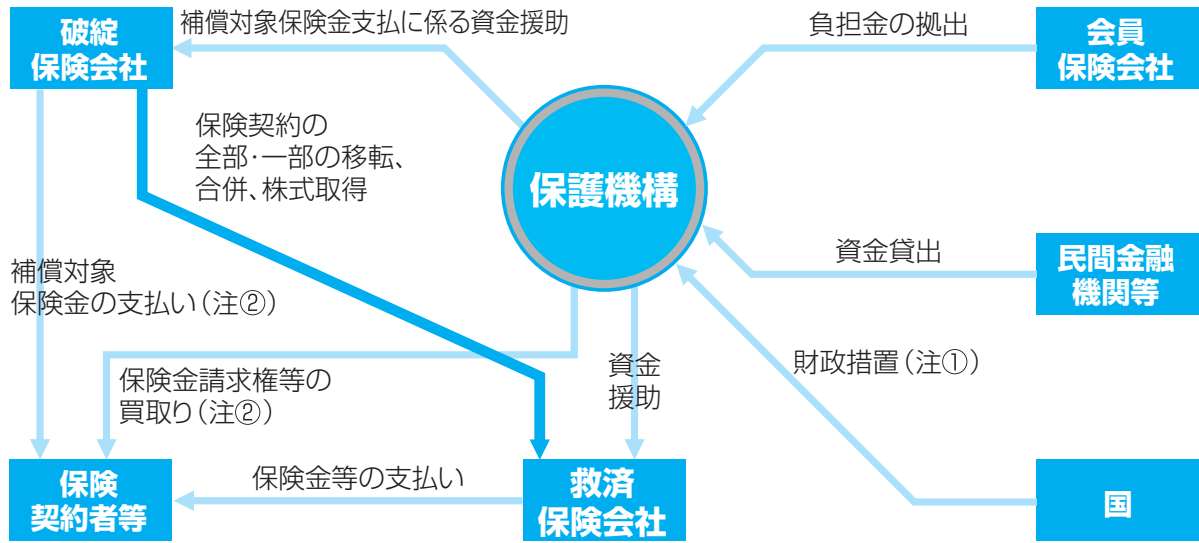 破綻
保険会社
補償対象保険金支払に係る資金援助
負担金の拠出
会員
保険会社
保険契約の
全部・一部の移転、
合併、株式取得
保護機構
補償対象
保険金の支払い(注②)
資金貸出
民間金融
機関等
保険金請求権等の
買取り(注②)
資金
援助
財政措置(注①)
保険
契約者等
保険金等の支払い
救済
保険会社
国